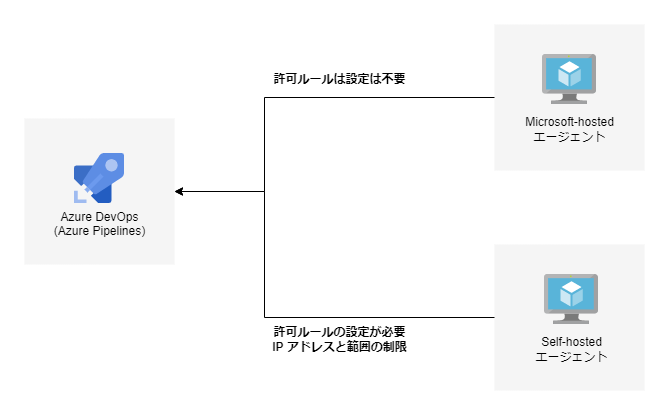 許可ルールは設定は不要
Microsoft-hosted
エージェント
Azure DevOps
(Azure Pipelines)
許可ルールの設定が必要
IP アドレスと範囲の制限
Self-hosted
エージェント